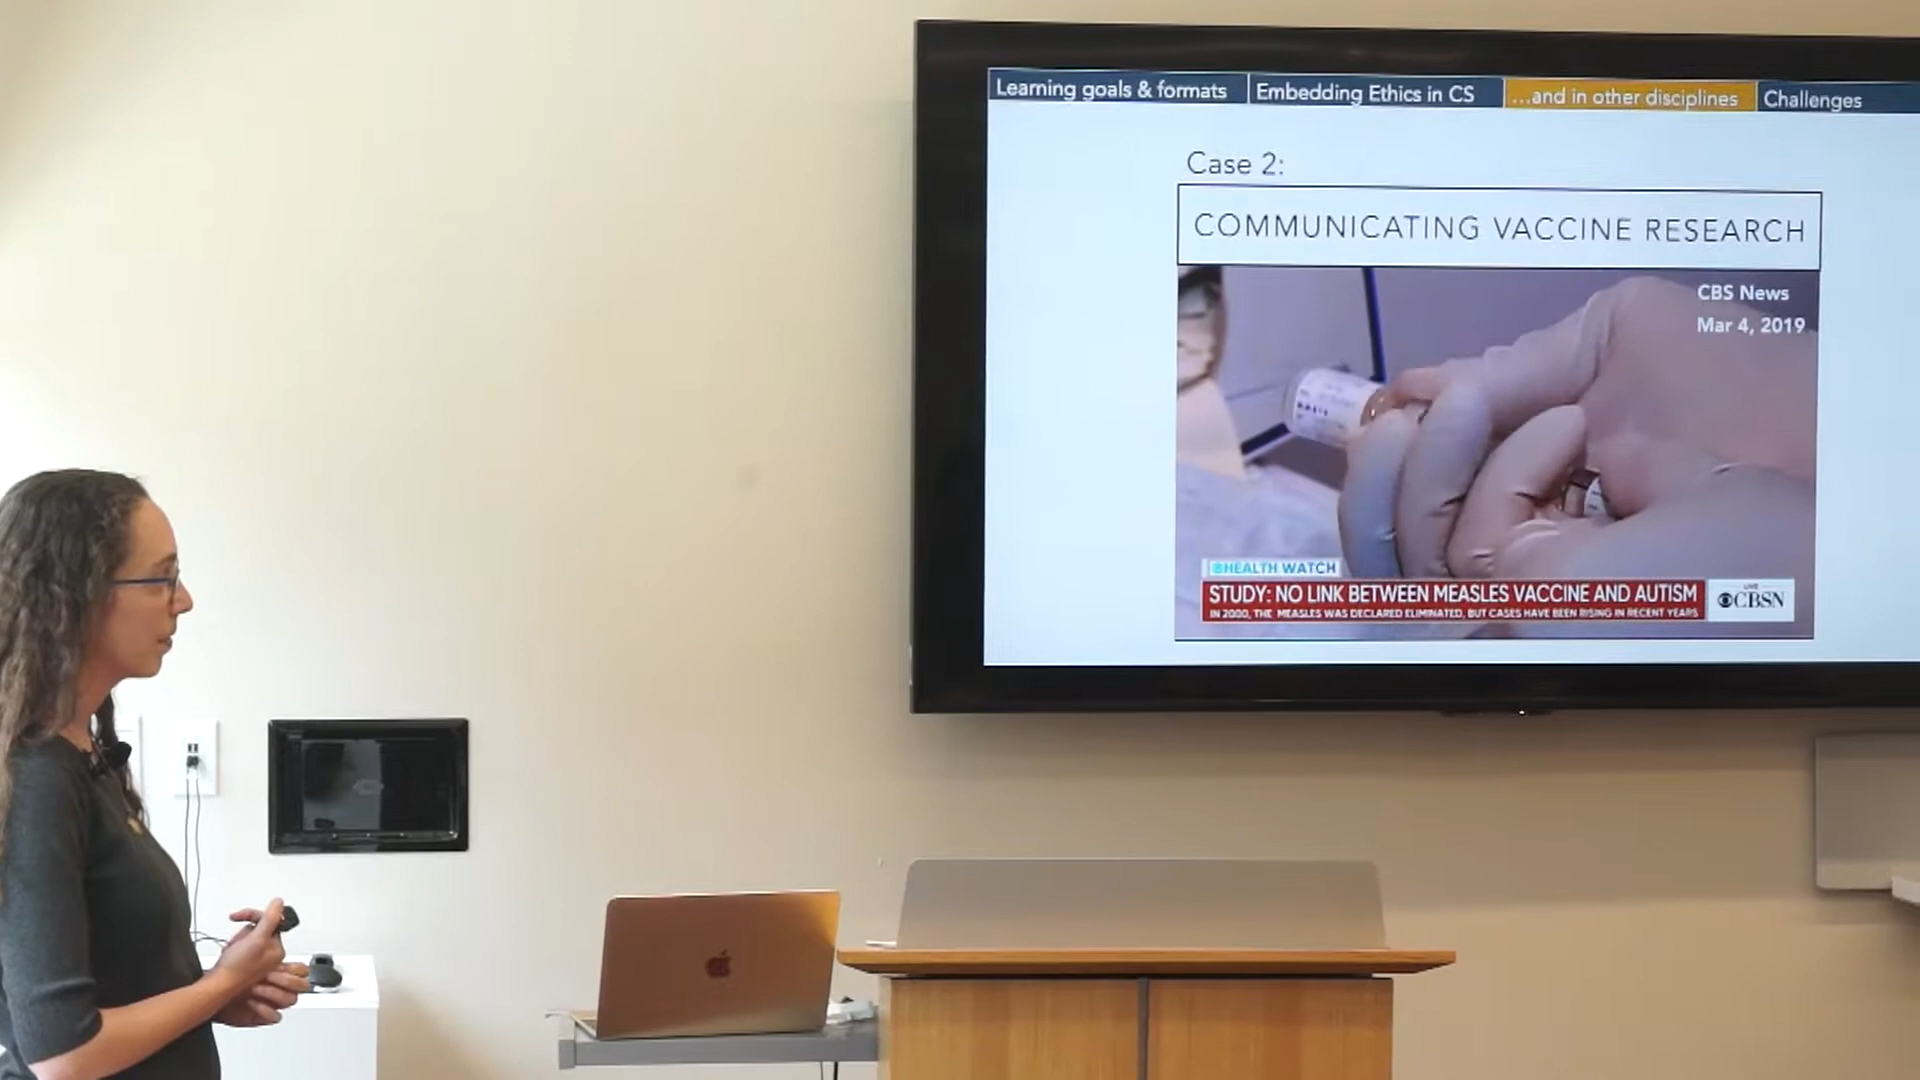 Learning goals & formats
Embedding Ethics in CS
...and in other disciplines
Challenges
Case 2:
COMMUNICATING VACCINE RESEARCH
CBS News
Mar 4, 2019
HEALTH WATCH
STUDY: NO LINK BETWEEN MEASLES VACCINE AND AUTISM
IN 2000, THE MEASLES WAS DECLARED ELIMINATED, BUT CASES HAVE BEEN RISING IN RECENT YEARS
LIVE
CBSN